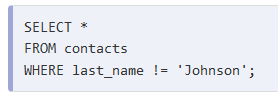 SELECT *
FROM contacts
WHERE last_name != 'Johnson';